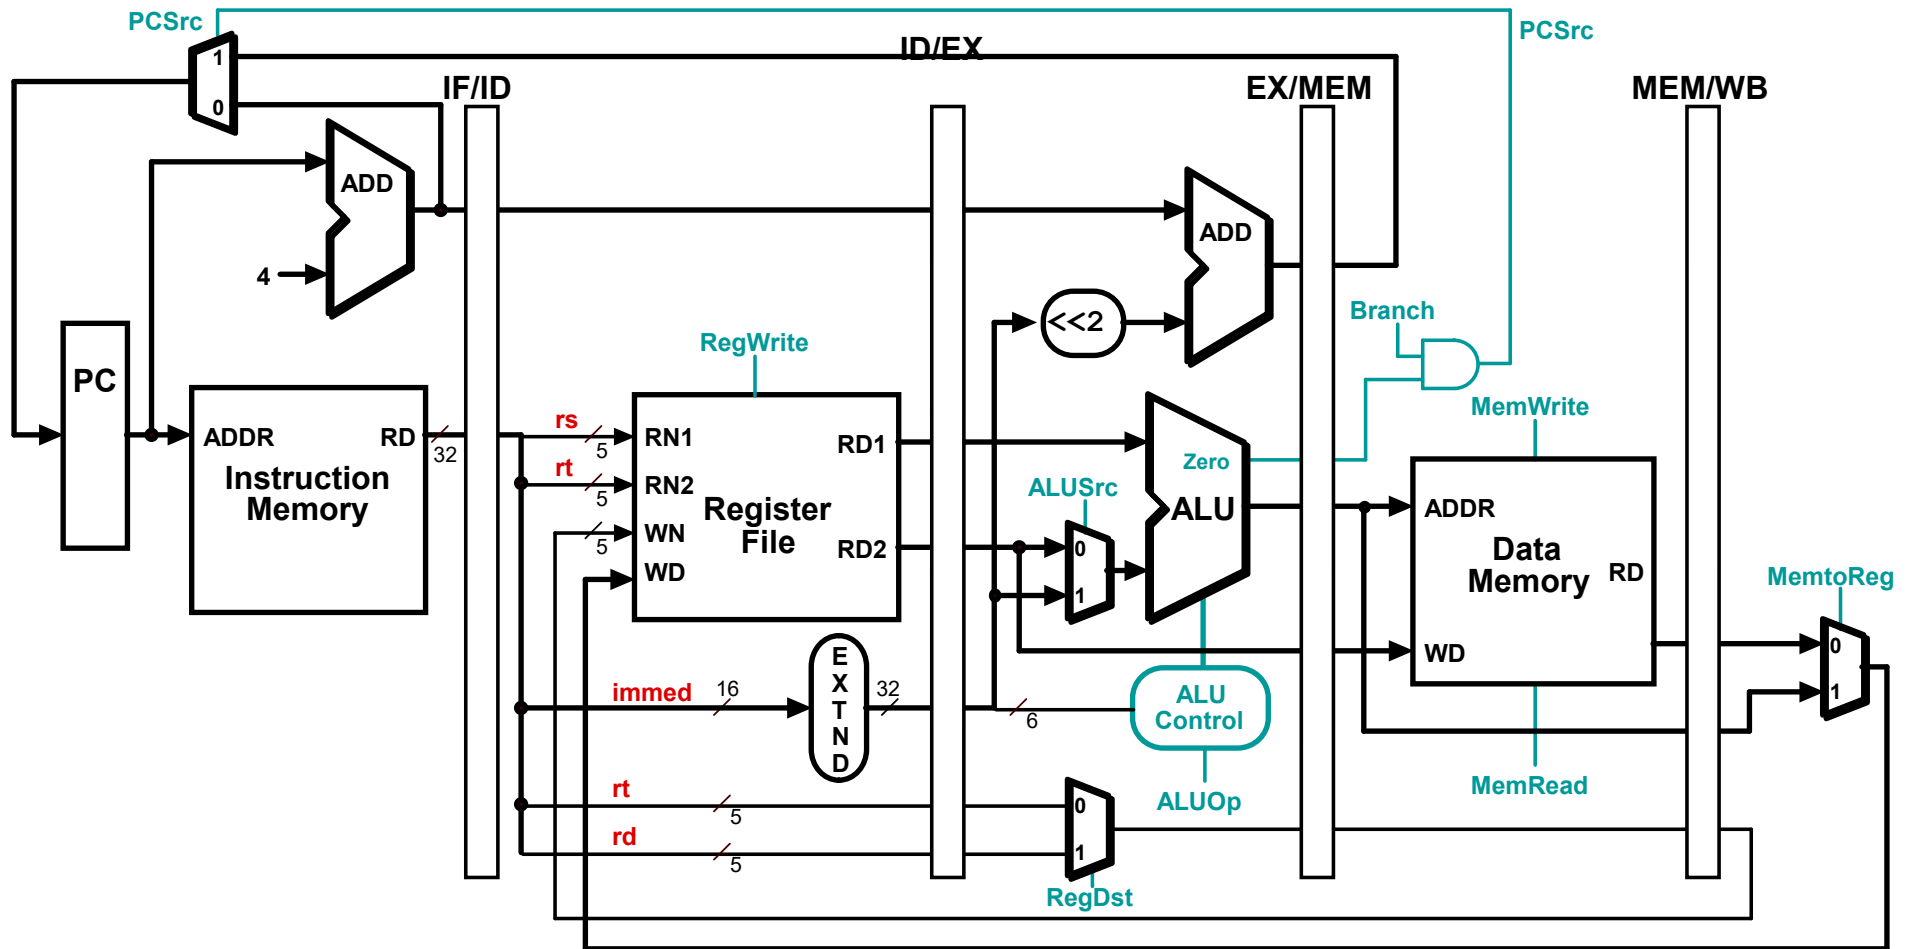 PCSrc
PCSrc
1
ID/EX
IF/ID
EX/MEM
MEM/WB
0
ADD
ADD
4
<<2
Branch
RegWrite
PC
MemWrite
rs
ADDR
RD
32
5
RN1
RD1
Zero
Instruction
Memory
rt
5
RN2
ALUSrc
Register
File
ALU
ADDR
5
WN
RD2
0
Data
Memory
RD
WD
1
MemtoReg
E
X
T
N
D
0
WD
immed
16
32
6
ALU
Control
1
rt
5
0
ALUOp
MemRead
rd
5
1
RegDst